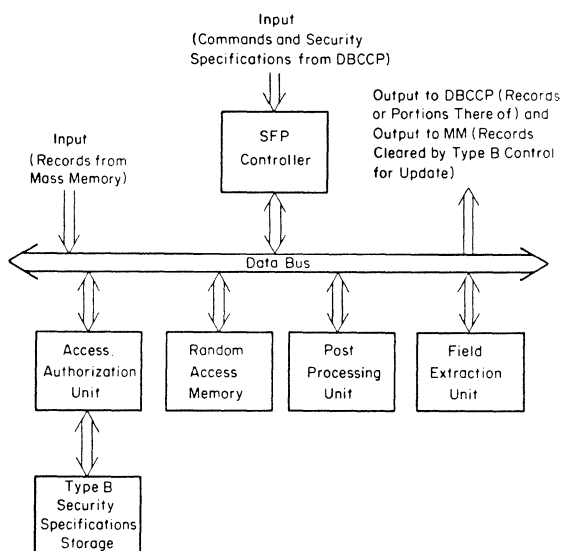 Input
(Commands and Security
Specifications from DBCCP)
Output to DBCCP (Records
or Portions There of) and
Output to MM (Records
Cleared by Type B Control
for Update)
Input
(Records from
Mass Memory)
SFP
Controller
Data Bus
Access.
Authorization
Unit
Random
Access
Memory
Post
Processing
Unit
Field
Extraction
Unit
Type B
Security
Specifications
Storage